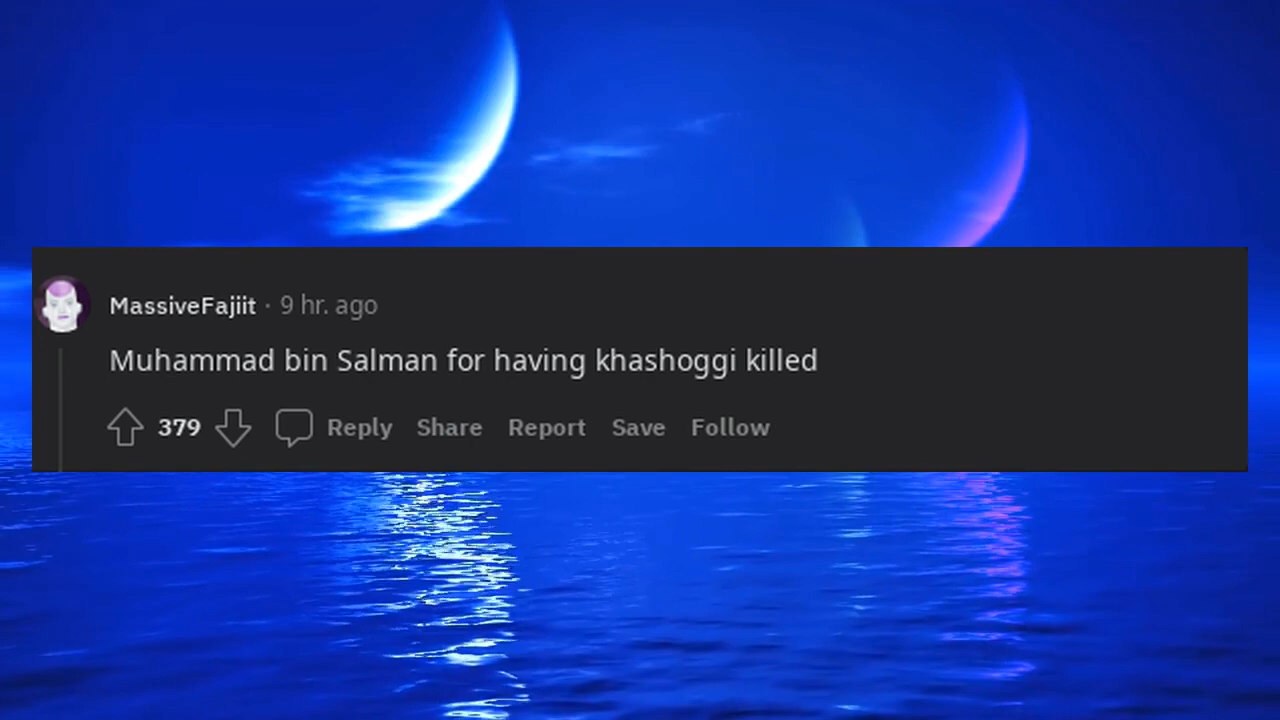 MassiveFajiit · 9 hr. ago
Muhammad bin Salman for having khashoggi killed
379 Reply Share Report Save Follow